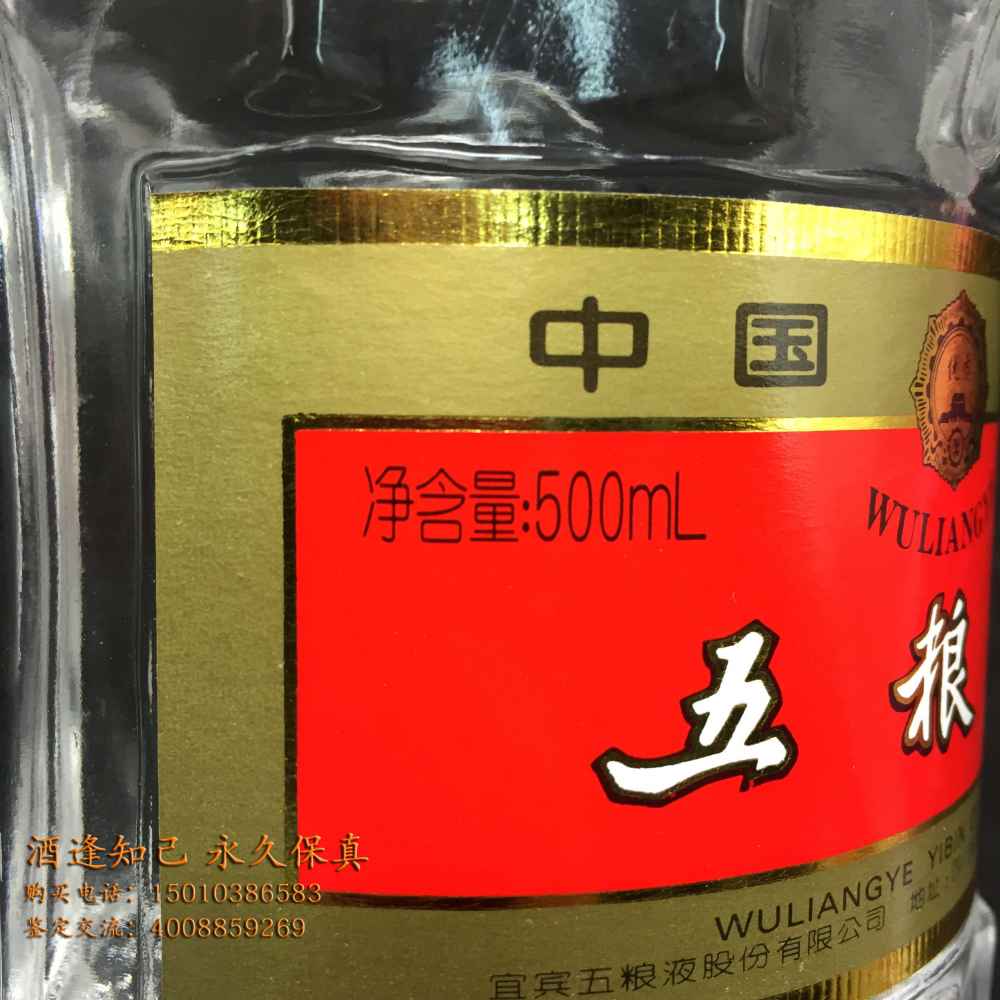 中国
净含量:500mL
WULIANGY
五粮
WULIANGYE YIBIN
宜宾五粮液股份有限公司 地址:
酒逢知己 永久保真
购买电话：15010386583
鉴定交流：4008859269